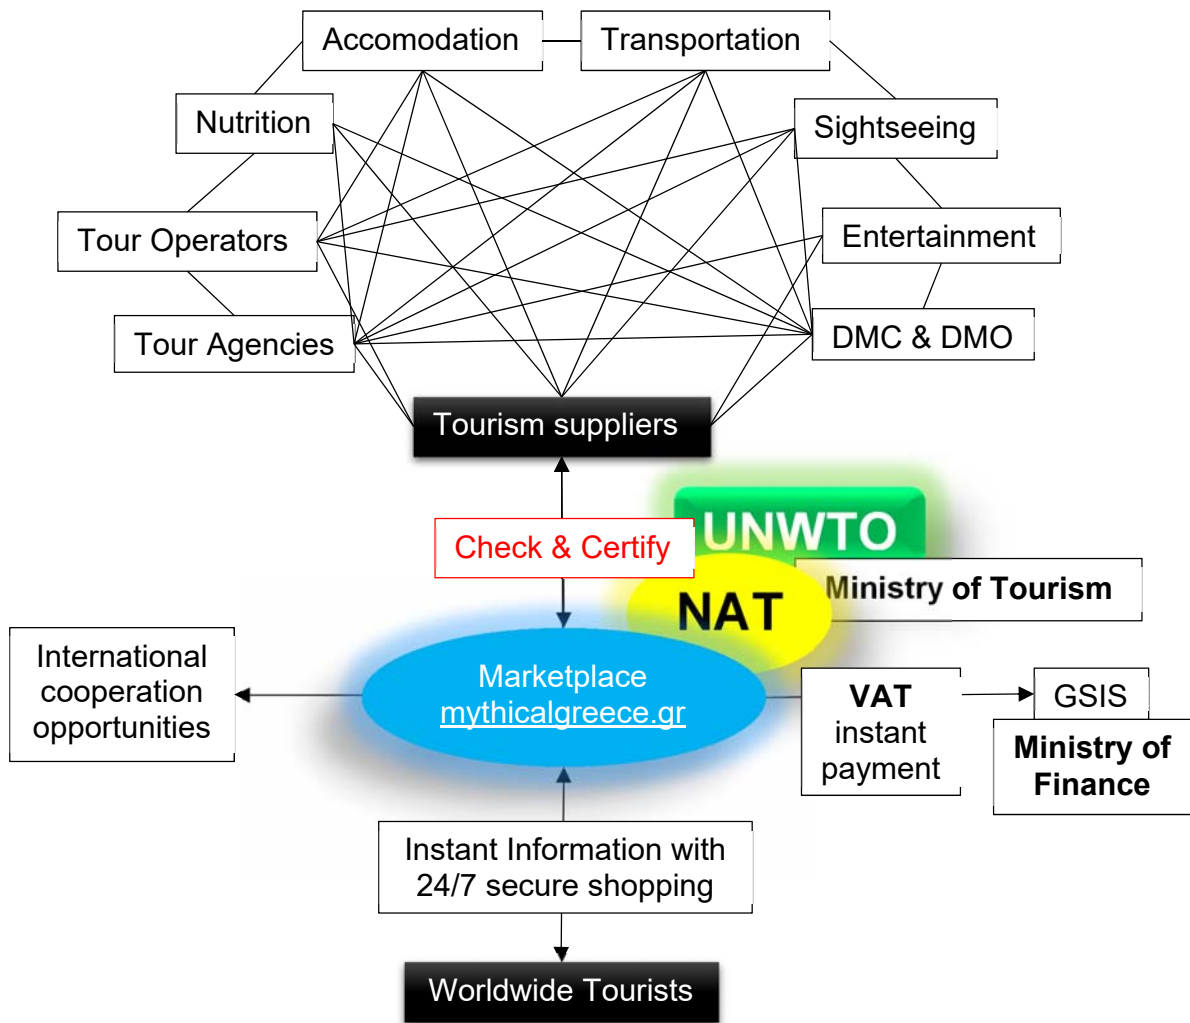 Accomodation
Transportation
Nutrition
Sightseeing
Tour Operators
Entertainment
Tour Agencies
DMC & DMO
Tourism suppliers
UNWTO
Check & Certify
Ministry of Tourism
NAT
International
cooperation
opportunities
Marketplace
mythicalgreece.gr
VAT
instant
payment
GSIS
Ministry of
Finance
Instant Information with
24/7 secure shopping
Worldwide Tourists